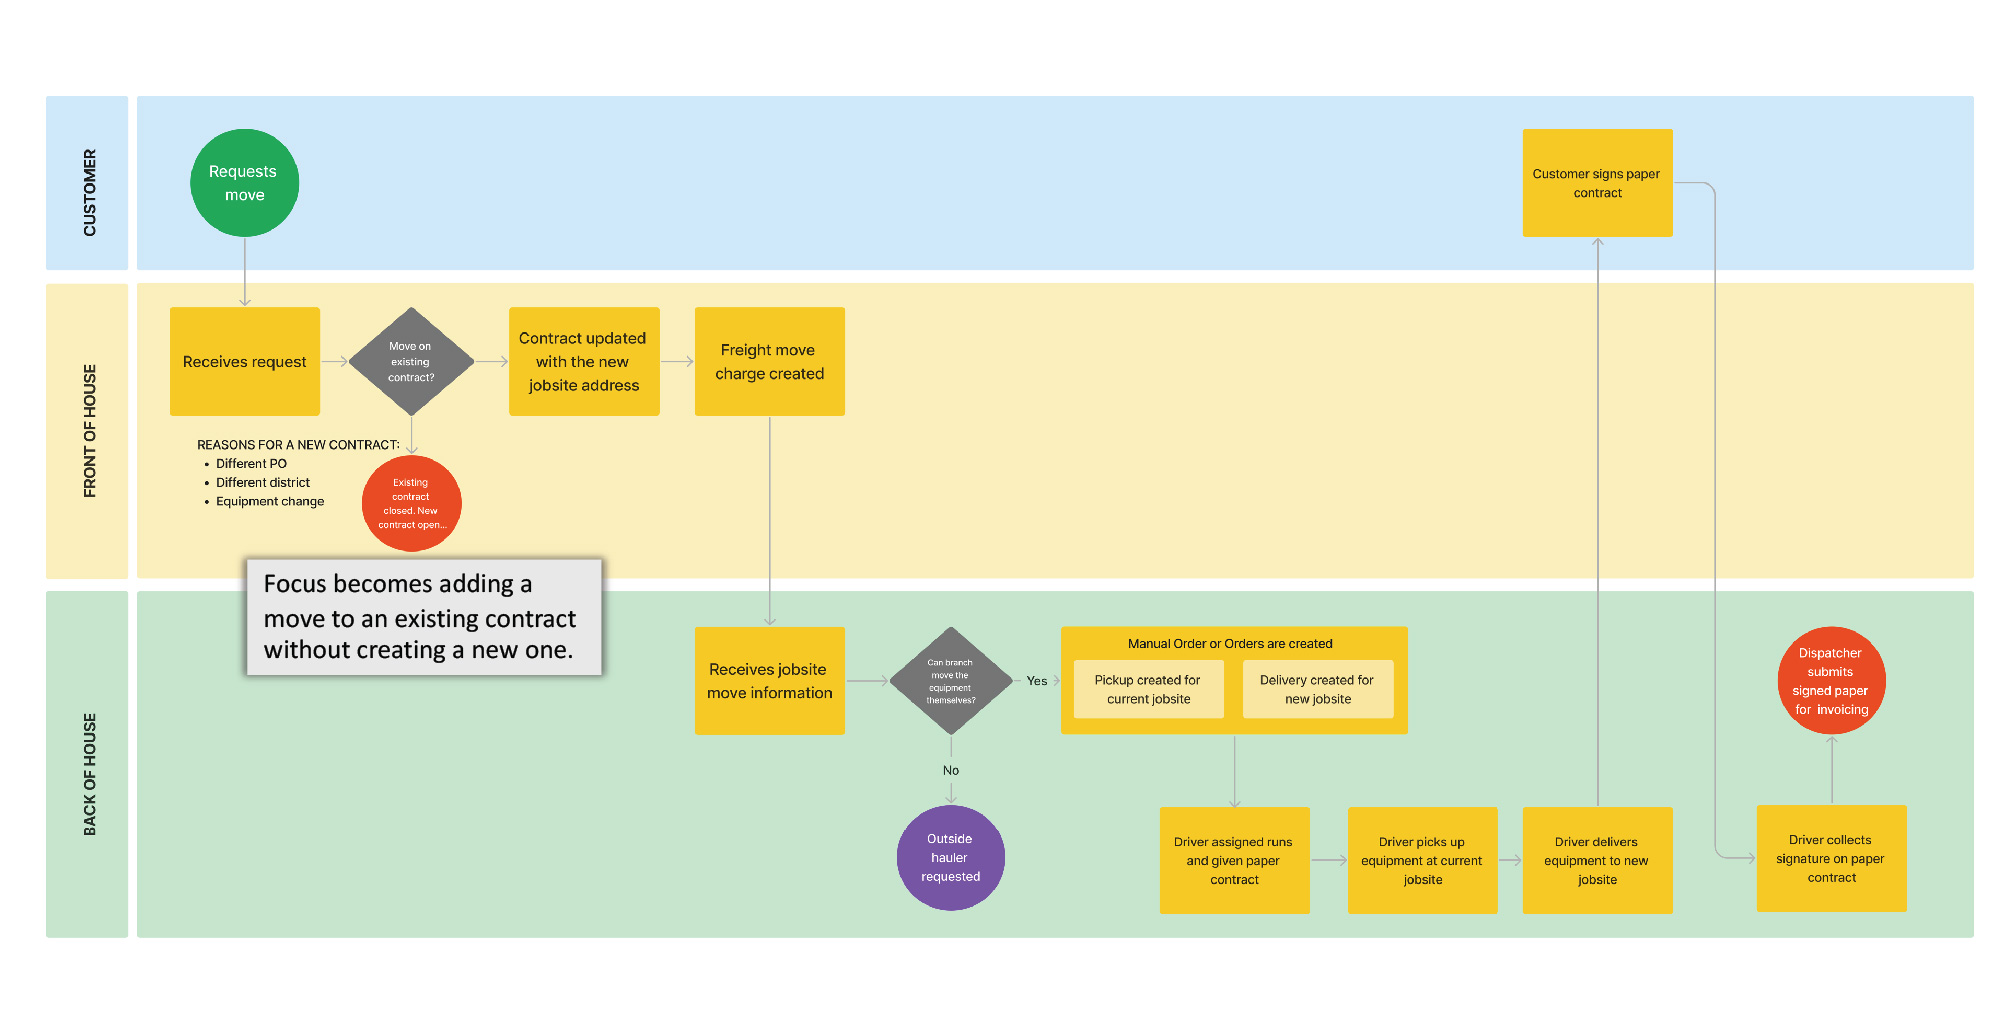 CUSTOMER
Requests
move
Customer signs paper
contract
FRONT OF HOUSE
Receives request
Move on
existing
contract?
Contract updated
with the new
jobsite address
Freight move
charge created
REASONS FOR A NEW CONTRACT:
• Different PO
• Different district
• Equipment change
Existing
contract
closed. New
contract open...
Focus becomes adding a
move to an existing contract
without creating a new one.
BACK OF HOUSE
Receives jobsite
move information
Can branch
move the
equipment
themselves?
Yes
Manual Order or Orders are created
Pickup created for
current jobsite
Delivery created for
new jobsite
Dispatcher
submits
signed paper
for invoicing
No
Outside
hauler
requested
Driver assigned runs
and given paper
contract
Driver picks up
equipment at current
jobsite
Driver delivers
equipment to new
jobsite
Driver collects
signature on paper
contract